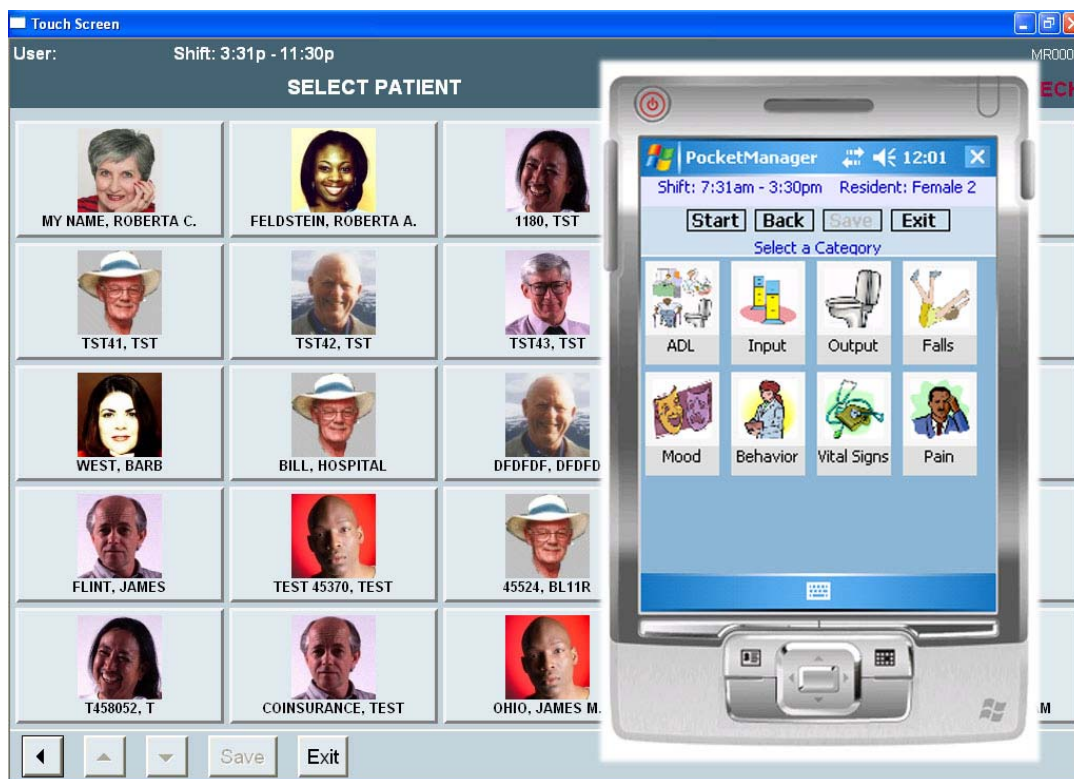 Touch Screen
User: Shift: 3:31p - 11:30p MR000
SELECT PATIENT ECH
MY NAME, ROBERTA C. FELDSTEIN, ROBERTA A. 1180, TST
TST41, TST TST42, TST TST43, TST
WEST, BARB BILL, HOSPITAL DFDFDF, DFDFD
FLINT, JAMES TEST 45370, TEST 45524, BL11R
T458052, T COINSURANCE, TEST OHIO, JAMES M. AM
Save Exit
PocketManager 12:01
Shift: 7:31am - 3:30pm Resident: Female 2
Start Back Save Exit
Select a Category
ADL Input Output Falls
Mood Behavior Vital Signs Pain